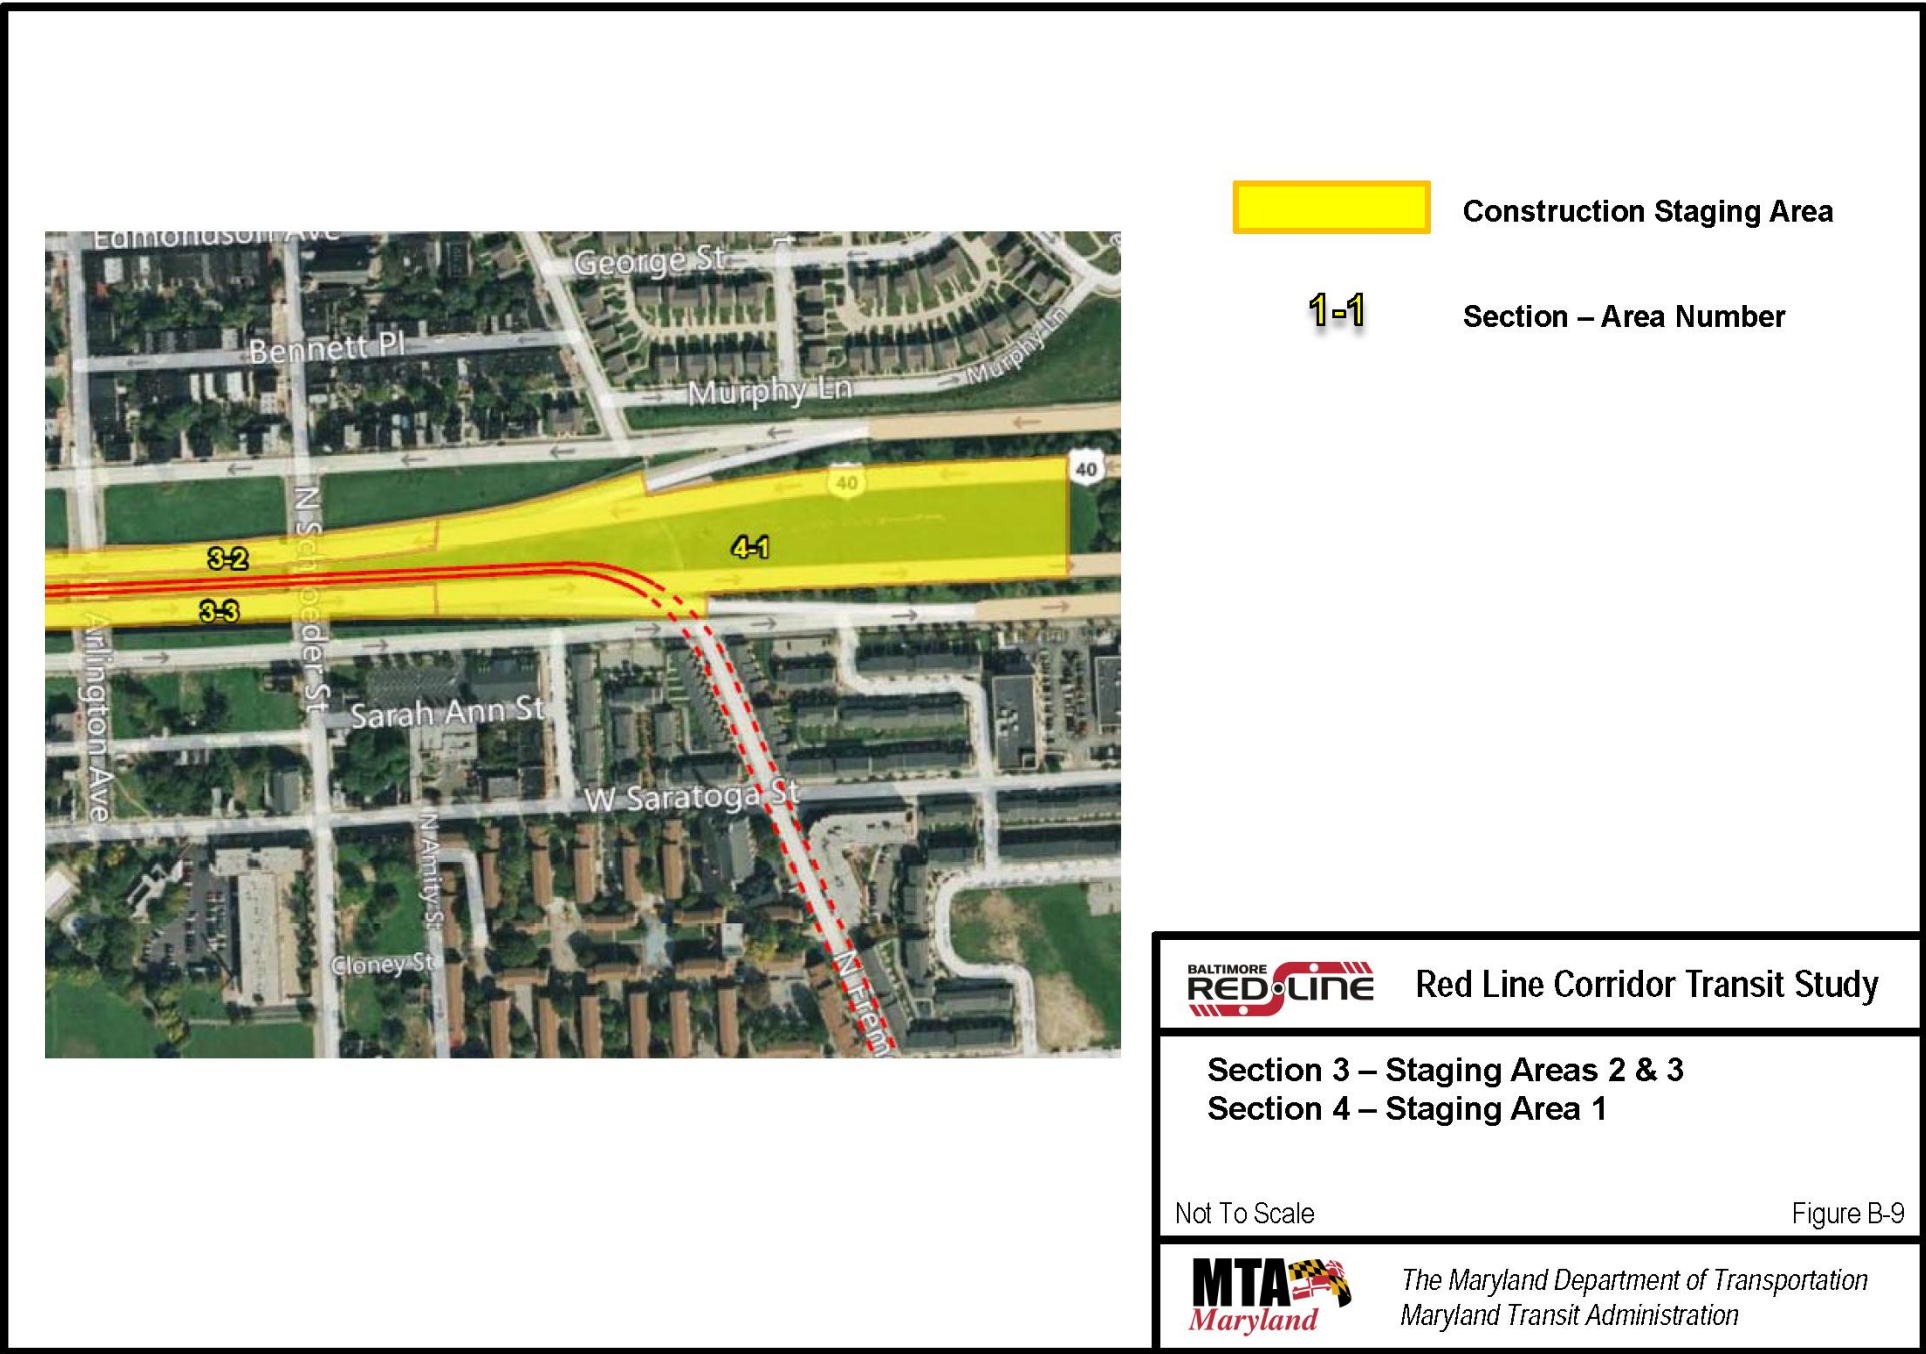 Edmondson Ave
George St
Bennett Pl
Murphy Ln
Murphy Ln
40
40
3-2
4-1
3-3
N Schroeder St
N Arlington Ave
Sarah Ann St
W Saratoga St
N Amity St
Cloney St
N Frem
Construction Staging Area
1-1
Section – Area Number
BALTIMORE
RED LINE
Red Line Corridor Transit Study
Section 3 – Staging Areas 2 & 3
Section 4 – Staging Area 1
Not To Scale
Figure B-9
MTA
Maryland
The Maryland Department of Transportation
Maryland Transit Administration